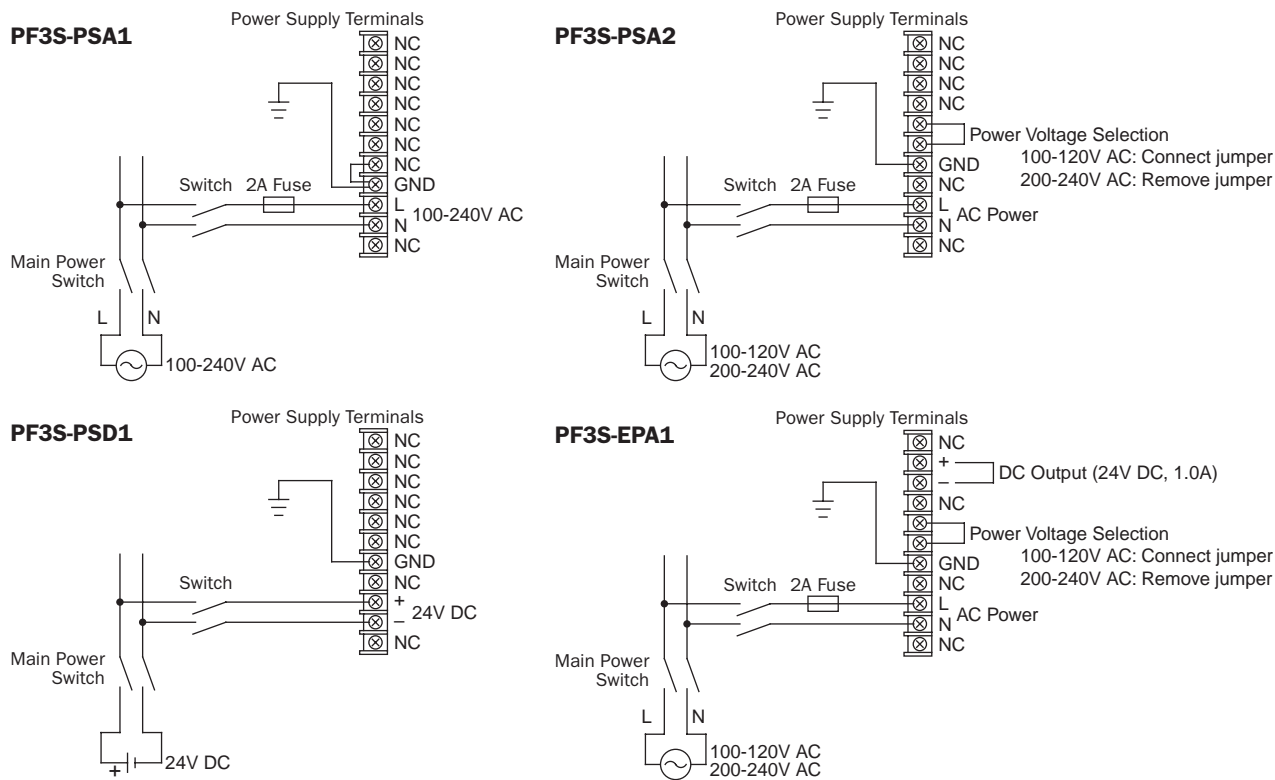 PF3S-PSA1
Power Supply Terminals
NC
NC
NC
NC
NC
NC
NC
GND
L
100-240V AC
N
NC
Switch
2A Fuse
Main Power
Switch
L
N
100-240V AC
PF3S-PSA2
Power Supply Terminals
NC
NC
NC
NC
Power Voltage Selection
100-120V AC: Connect jumper
200-240V AC: Remove jumper
GND
NC
L
AC Power
N
NC
Switch
2A Fuse
Main Power
Switch
L
N
100-120V AC
200-240V AC
PF3S-PSD1
Power Supply Terminals
NC
NC
NC
NC
NC
NC
GND
NC
+
24V DC
–
NC
Switch
Main Power
Switch
+
24V DC
PF3S-EPA1
Power Supply Terminals
NC
+
–
DC Output (24V DC, 1.0A)
NC
Power Voltage Selection
100-120V AC: Connect jumper
200-240V AC: Remove jumper
GND
NC
L
AC Power
N
NC
Switch
2A Fuse
Main Power
Switch
L
N
100-120V AC
200-240V AC